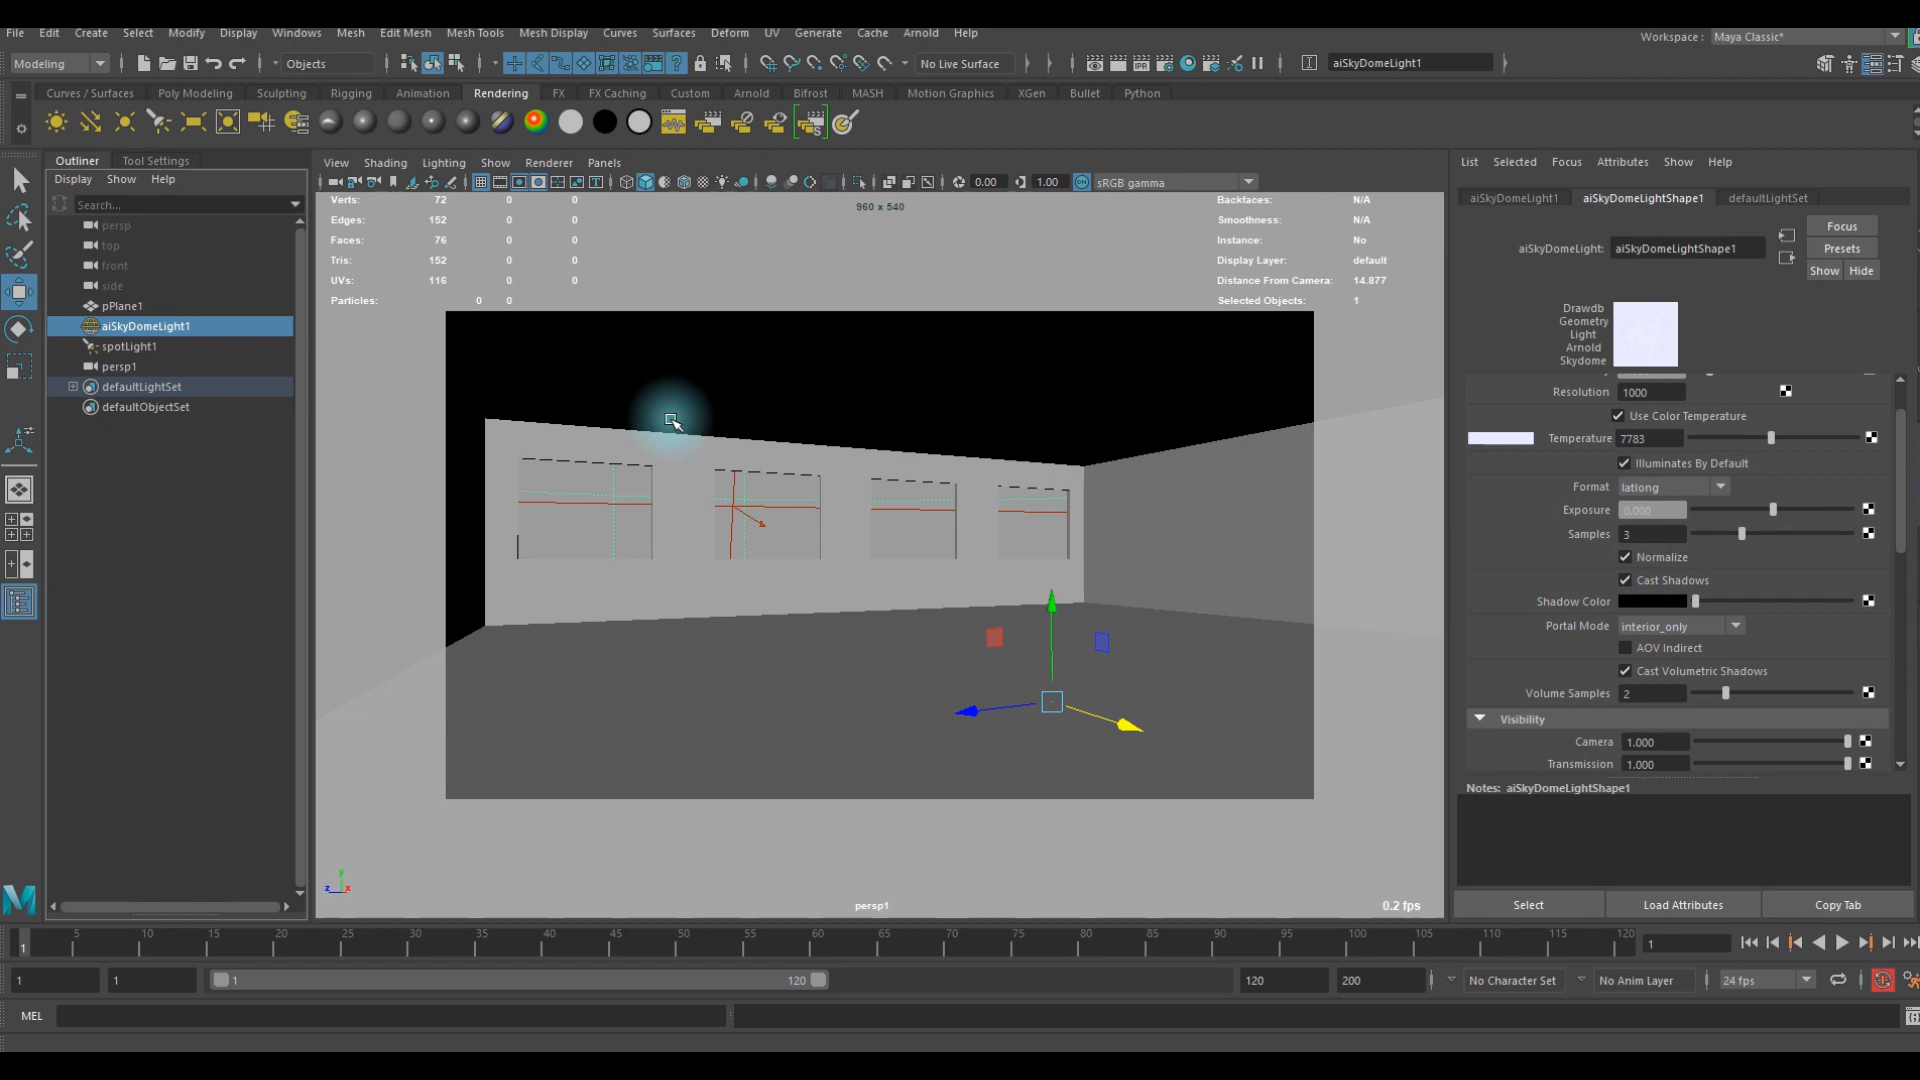 File Edit Create Select Modify Display Windows Mesh Edit Mesh Mesh Tools Mesh Display Curves Surfaces Deform UV Generate Cache Arnold Help
Workspace : Maya Classic*
Modeling Objects No Live Surface IPR aiSkyDomeLight1
Curves / Surfaces Poly Modeling Sculpting Rigging Animation Rendering FX FX Caching Custom Arnold Bifrost MASH Motion Graphics XGen Bullet Python
Outliner Tool Settings
Display Show Help
Search...
persp
top
front
side
pPlane1
aiSkyDomeLight1
spotLight1
persp1
defaultLightSet
defaultObjectSet
View Shading Lighting Show Renderer Panels
0.00 1.00 sRGB gamma
960 x 540
Verts: 72 0 0
Edges: 152 0 0
Faces: 76 0 0
Tris: 152 0 0
UVs: 116 0 0
Particles: 0 0
Backfaces: N/A
Smoothness: N/A
Instance: No
Display Layer: default
Distance From Camera: 14.877
Selected Objects: 1
persp1
0.2 fps
List Selected Focus Attributes Show Help
aiSkyDomeLight1 aiSkyDomeLightShape1 defaultLightSet
aiSkyDomeLight: aiSkyDomeLightShape1
Focus
Presets
Show Hide
Drawdb
Geometry
Light
Arnold
Skydome
Resolution 1000
Use Color Temperature
Temperature 7783
Illuminates By Default
Format latlong
Exposure 0.000
Samples 3
Normalize
Cast Shadows
Shadow Color
Portal Mode interior_only
AOV Indirect
Cast Volumetric Shadows
Volume Samples 2
Visibility
Camera 1.000
Transmission 1.000
Notes: aiSkyDomeLightShape1
Select Load Attributes Copy Tab
1 5 10 15 20 25 30 35 40 45 50 55 60 65 70 75 80 85 90 95 100 105 110 115 120 1
1 1 1 120 120 200 No Character Set No Anim Layer 24 fps
MEL